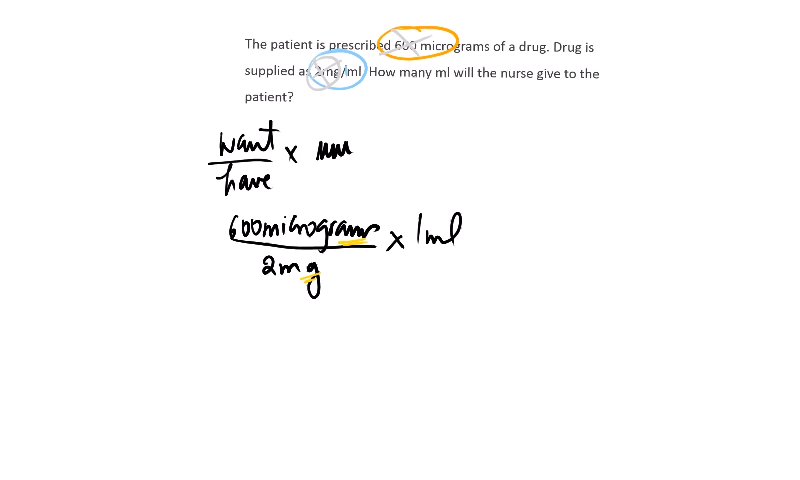 The patient is prescribed 600 micrograms of a drug. Drug is
supplied as 2mg/ml. How many ml will the nurse give to the
patient?
want
×
have
600micrograms
× 1ml
2mg